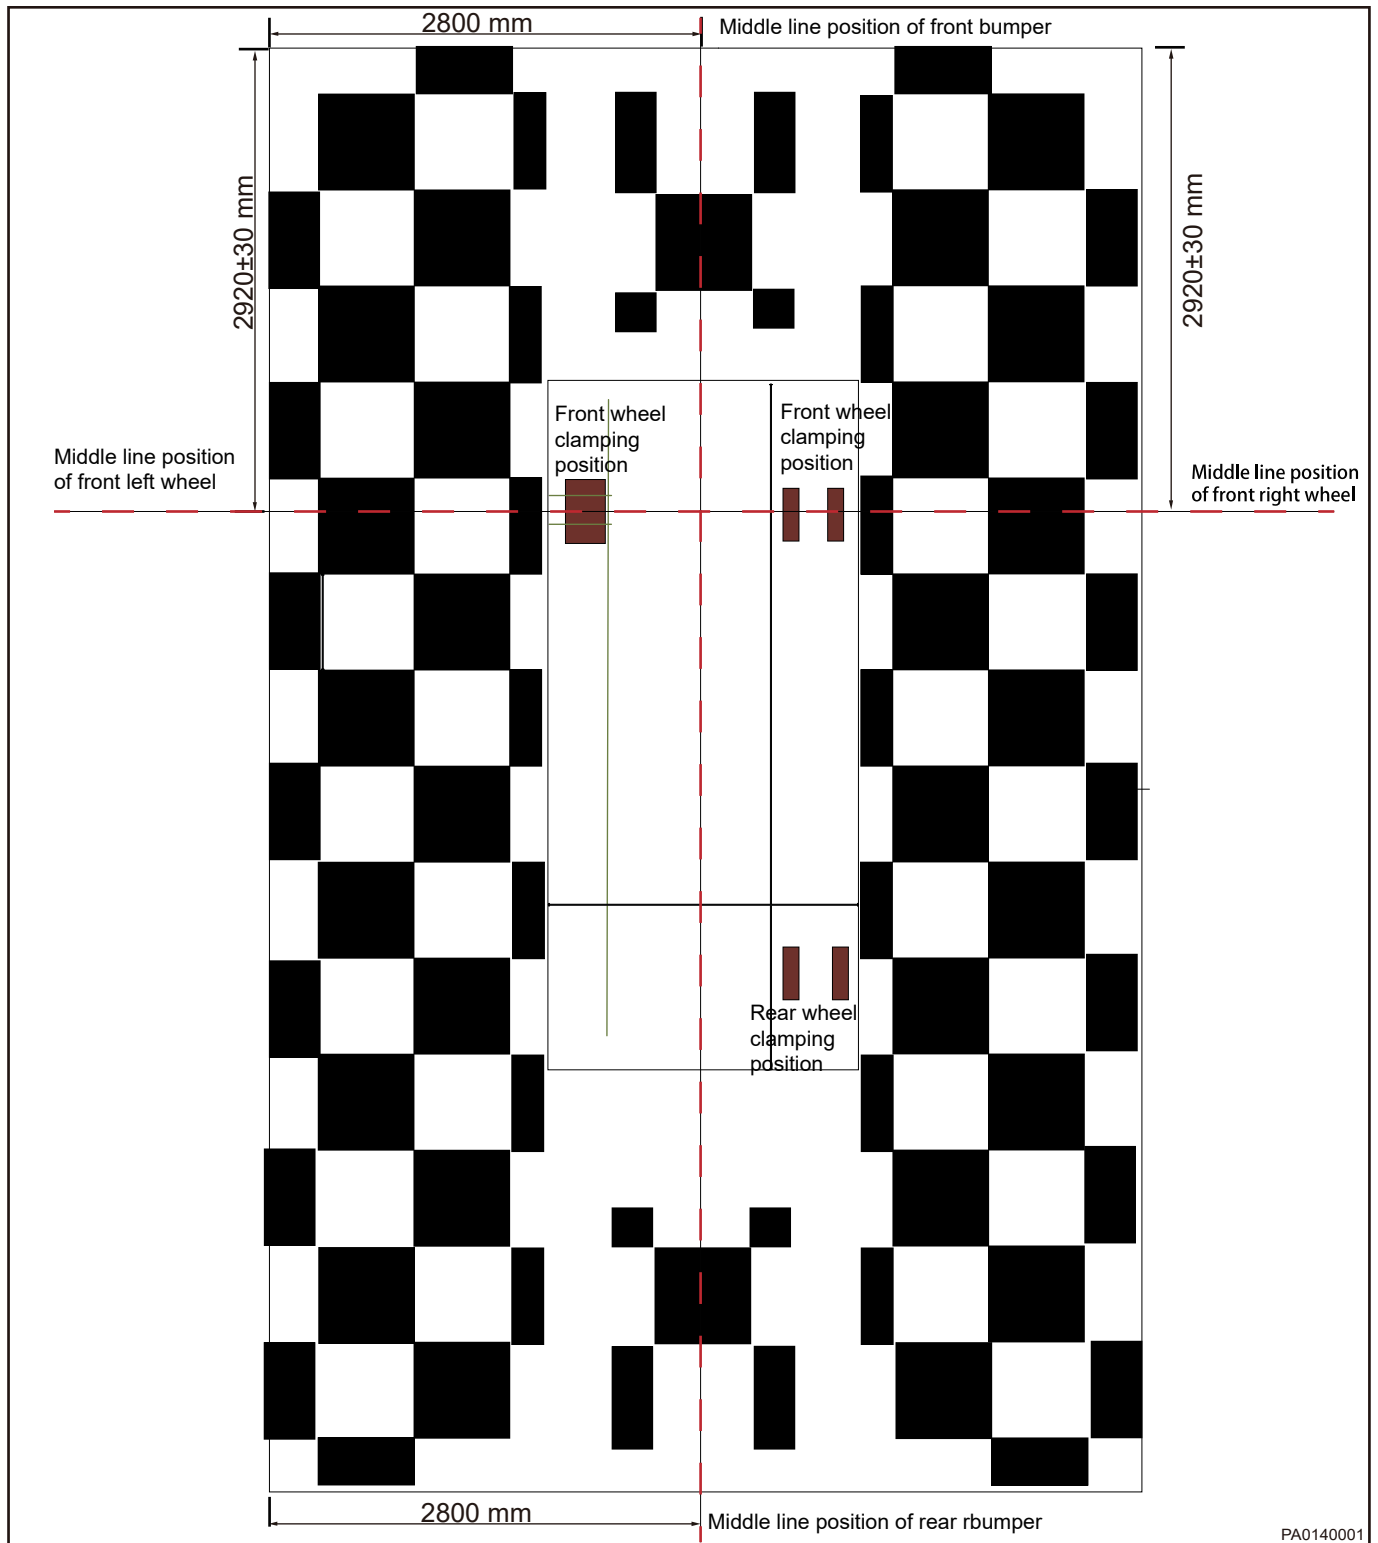 2800 mm
Middle line position of front bumper
2920±30 mm
2920±30 mm
Front wheel
clamping
position
Front wheel
clamping
position
Middle line position
of front left wheel
Middle line position
of front right wheel
Rear wheel
clamping
position
2800 mm
Middle line position of rear rbumper
PA0140001